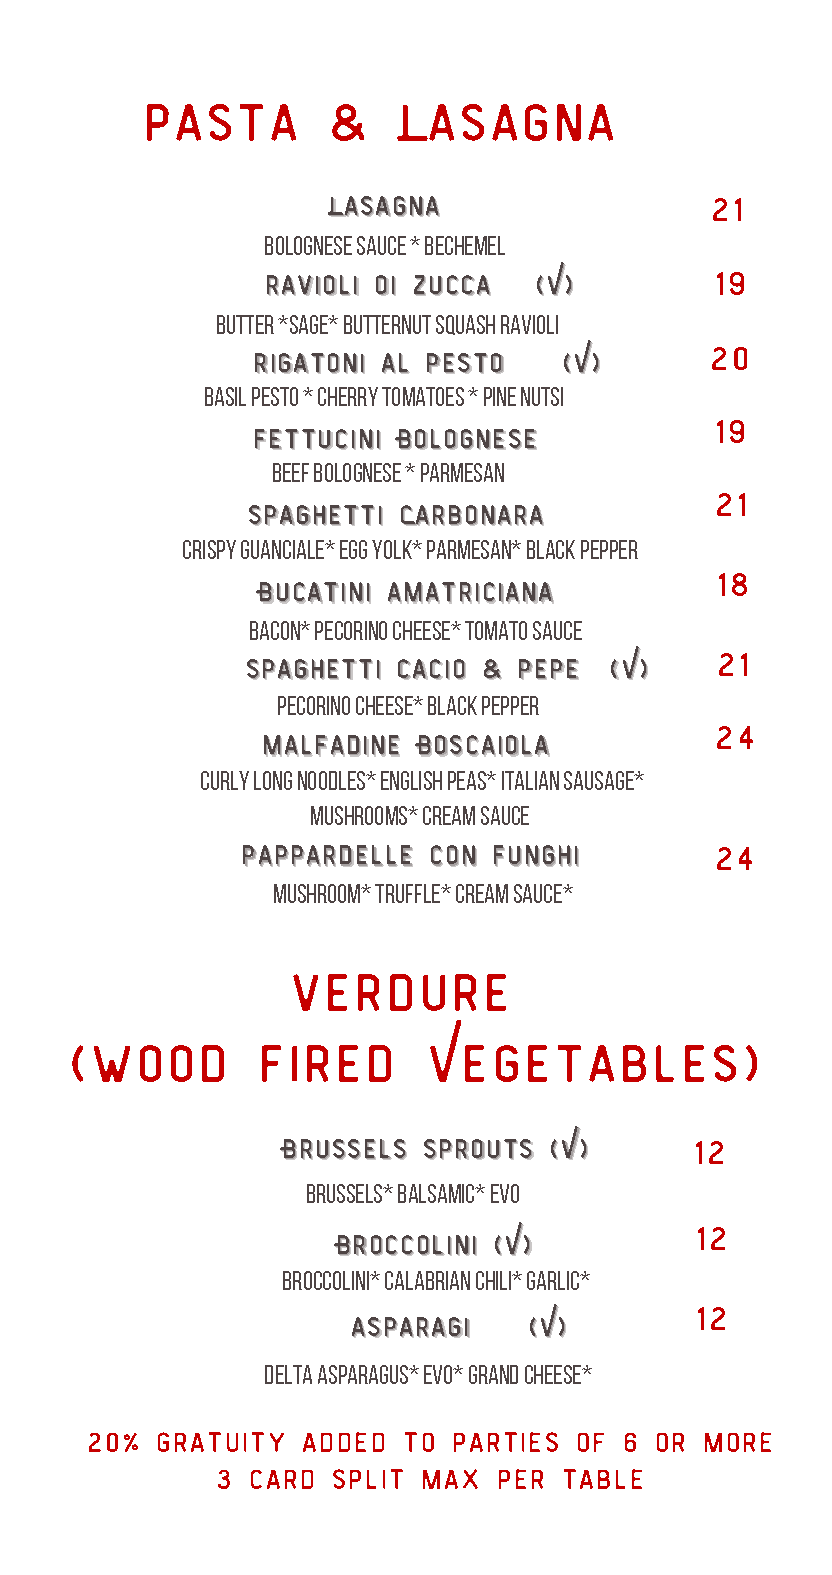 PASTA & LASAGNA
LASAGNA 21
BOLOGNESE SAUCE * BECHEMEL
RAVIOLI DI ZUCCA (V) 19
BUTTER *SAGE* BUTTERNUT SQUASH RAVIOLI
RIGATONI AL PESTO (V) 20
BASIL PESTO * CHERRY TOMATOES * PINE NUTSI
FETTUCINI BOLOGNESE 19
BEEF BOLOGNESE * PARMESAN
SPAGHETTI CARBONARA 21
CRISPY GUANCIALE* EGG YOLK* PARMESAN* BLACK PEPPER
BUCATINI AMATRICIANA 18
BACON* PECORINO CHEESE* TOMATO SAUCE
SPAGHETTI CACIO & PEPE (V) 21
PECORINO CHEESE* BLACK PEPPER
MALFADINE BOSCAIOLA 24
CURLY LONG NOODLES* ENGLISH PEAS* ITALIAN SAUSAGE*
MUSHROOMS* CREAM SAUCE
PAPPARDELLE CON FUNGHI 24
MUSHROOM* TRUFFLE* CREAM SAUCE*
VERDURE
(WOOD FIRED VEGETABLES)
BRUSSELS SPROUTS (V) 12
BRUSSELS* BALSAMIC* EVO
BROCCOLINI (V) 12
BROCCOLINI* CALABRIAN CHILI* GARLIC*
ASPARAGI (V) 12
DELTA ASPARAGUS* EVO* GRAND CHEESE*
20% GRATUITY ADDED TO PARTIES OF 6 OR MORE
3 CARD SPLIT MAX PER TABLE